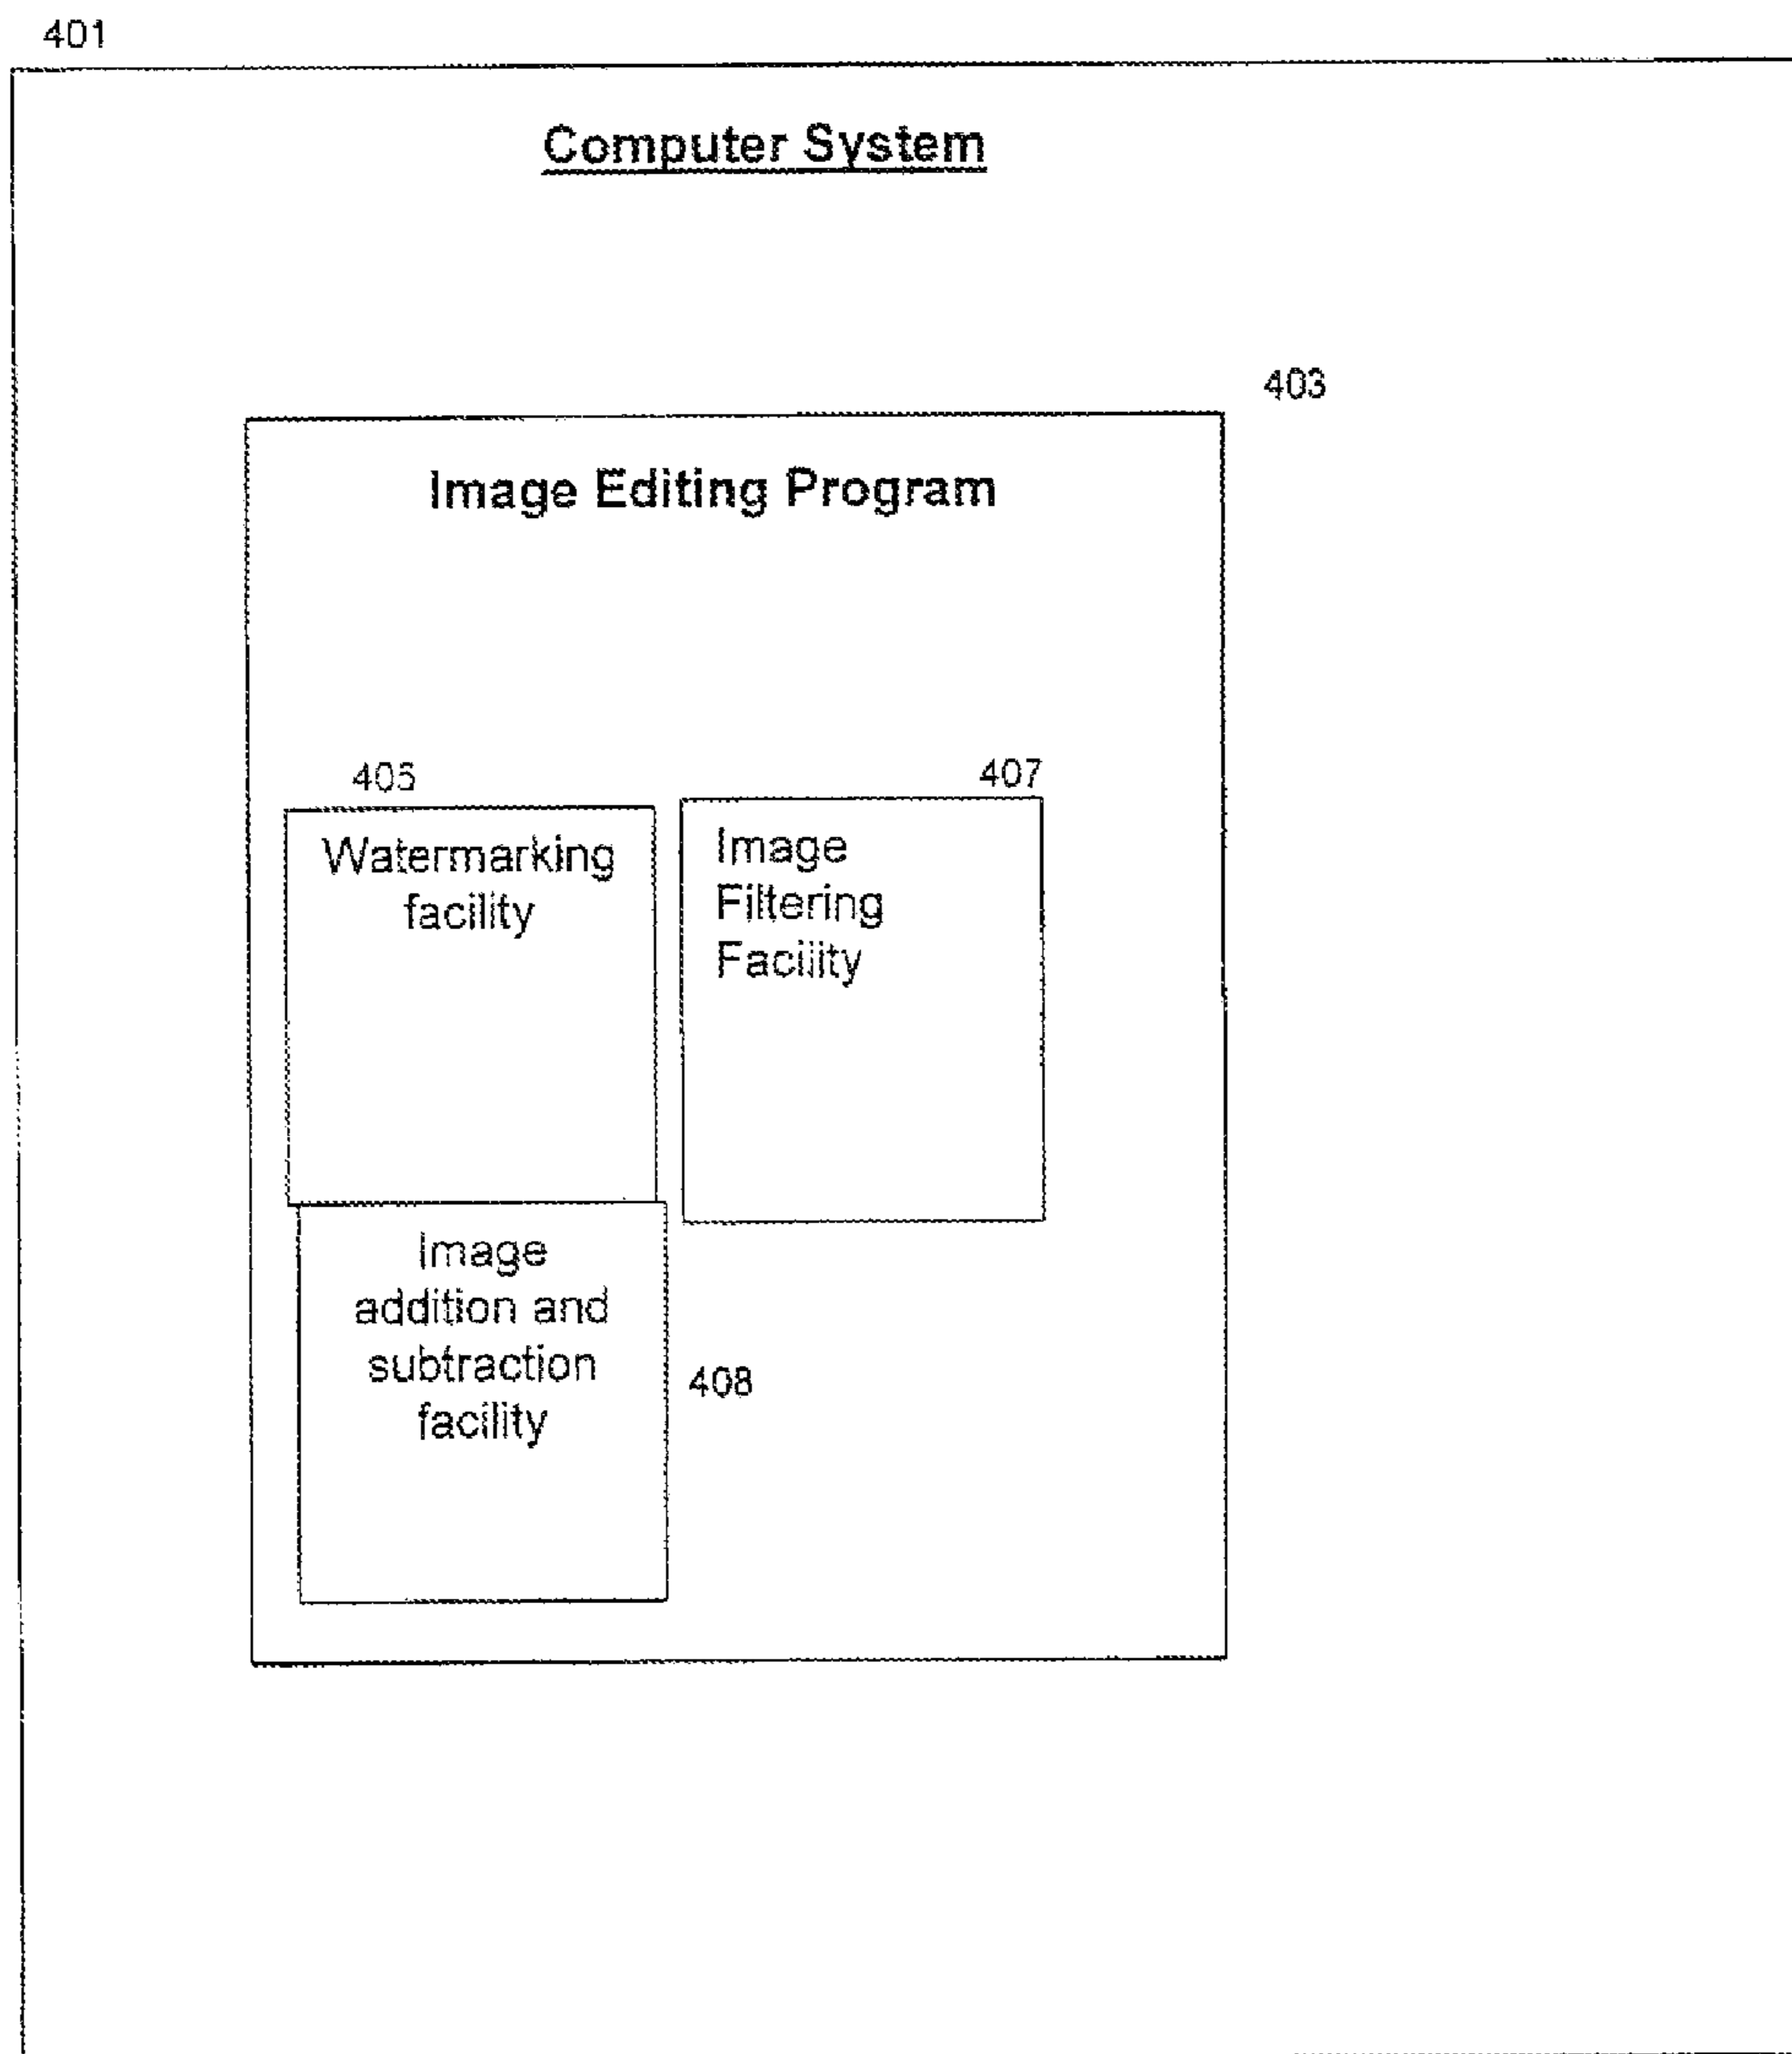 401
Computer System
403
Image Editing Program
405
407
Watermarking
facility
Image
Filtering
Facility
Image
addition and
subtraction
facility
408